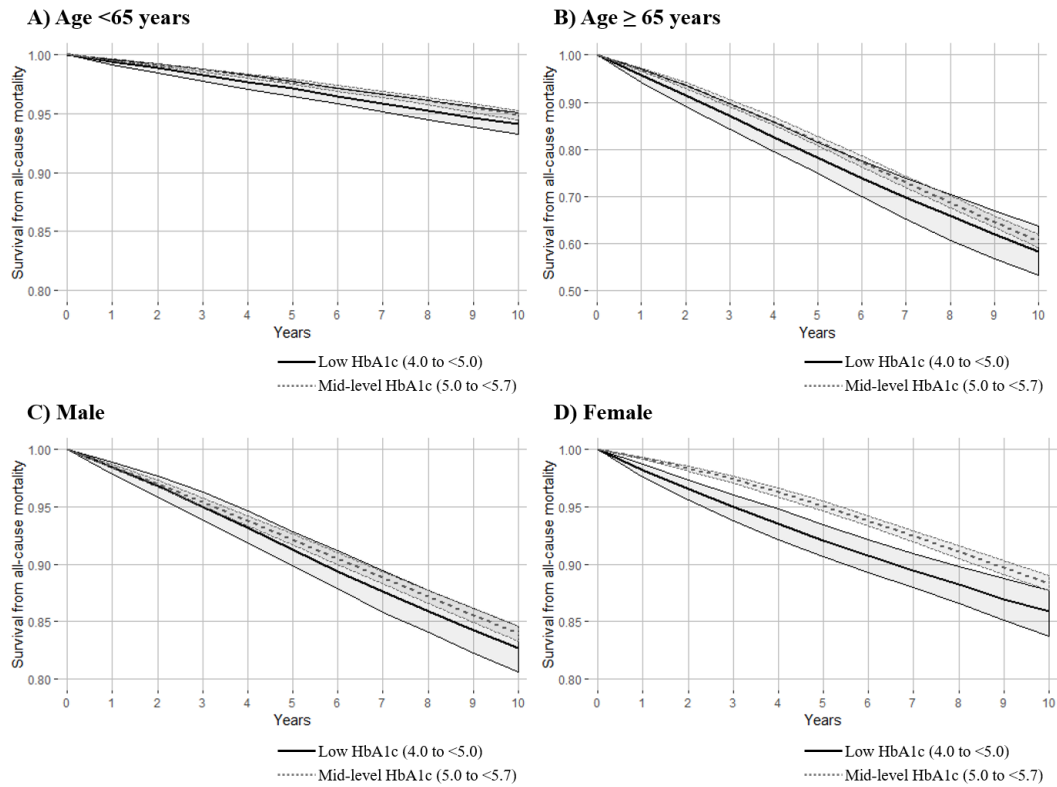 A) Age <65 years
Survival from all-cause mortality
1.00
0.95
0.90
0.85
0.80
0 1 2 3 4 5 6 7 8 9 10
Years
Low HbA1c (4.0 to <5.0)
Mid-level HbA1c (5.0 to <5.7)
B) Age ≥ 65 years
Survival from all-cause mortality
1.00
0.90
0.80
0.70
0.60
0.50
0 1 2 3 4 5 6 7 8 9 10
Years
Low HbA1c (4.0 to <5.0)
Mid-level HbA1c (5.0 to <5.7)
C) Male
Survival from all-cause mortality
1.00
0.95
0.90
0.85
0.80
0 1 2 3 4 5 6 7 8 9 10
Years
Low HbA1c (4.0 to <5.0)
Mid-level HbA1c (5.0 to <5.7)
D) Female
Survival from all-cause mortality
1.00
0.95
0.90
0.85
0.80
0 1 2 3 4 5 6 7 8 9 10
Years
Low HbA1c (4.0 to <5.0)
Mid-level HbA1c (5.0 to <5.7)